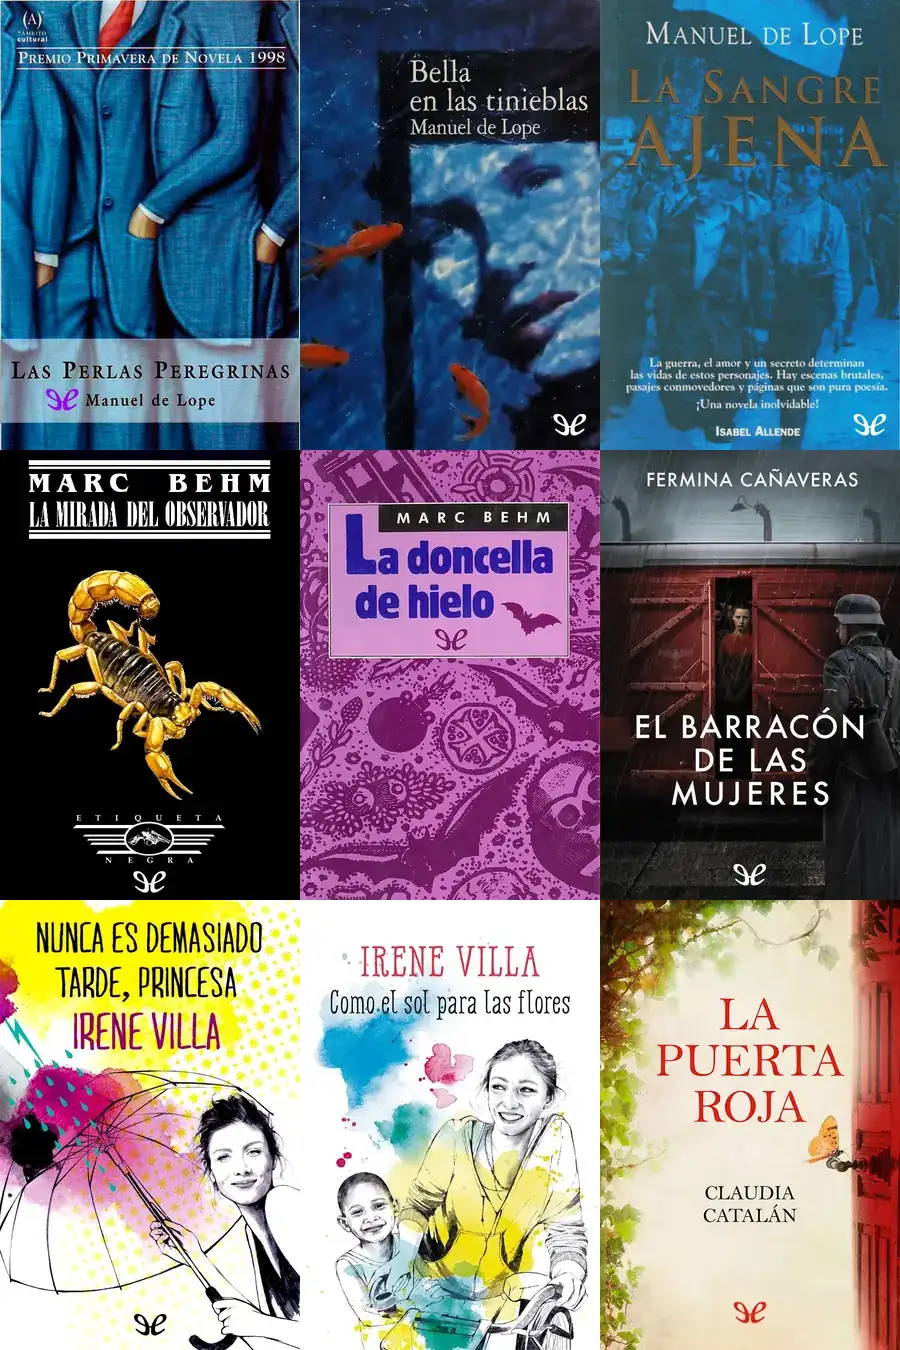 (A)
ÁMBITO
cultural
PREMIO PRIMAVERA DE NOVELA 1998
LAS PERLAS PEREGRINAS
Manuel de Lope
Bella
en las tinieblas
Manuel de Lope
MANUEL DE LOPE
LA SANGRE
AJENA
La guerra, el amor y un secreto determinan
las vidas de estos personajes. Hay escenas brutales,
pasajes conmovedores y páginas que son pura poesía.
¡Una novela inolvidable!
ISABEL ALLENDE
MARC BEHM
LA MIRADA DEL OBSERVADOR
ETIQUETA
NEGRA
MARC BEHM
La doncella
de hielo
FERMINA CAÑAVERAS
EL BARRACÓN
DE LAS
MUJERES
NUNCA ES DEMASIADO
TARDE, PRINCESA
IRENE VILLA
IRENE VILLA
Como el sol para las flores
LA
PUERTA
ROJA
CLAUDIA
CATALÁN